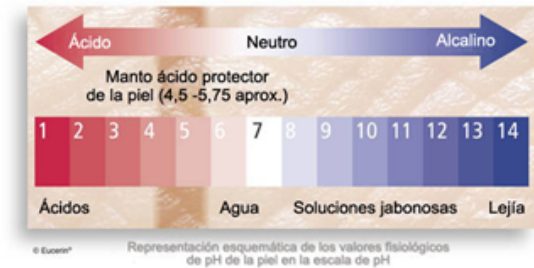 Ácido Neutro Alcalino
Manto ácido protector
de la piel (4,5 -5,75 aprox.)
1 2 3 4 5 6 7 8 9 10 11 12 13 14
Ácidos Agua Soluciones jabonosas Lejía
© Eucerin®
Representación esquemática de los valores fisiológicos
de pH de la piel en la escala de pH